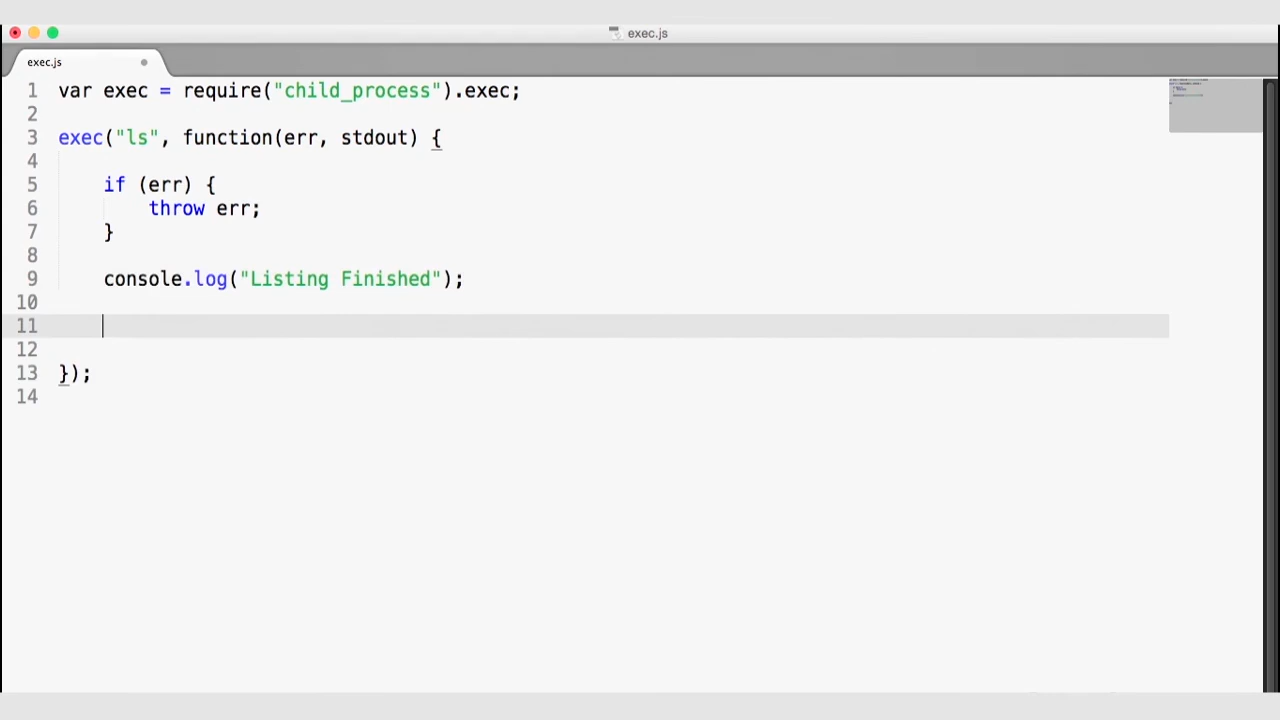 exec.js
exec.js
1 var exec = require("child_process").exec;
2
3 exec("ls", function(err, stdout) {
4
5 if (err) {
6 throw err;
7 }
8
9 console.log("Listing Finished");
10
11
12
13 });
14